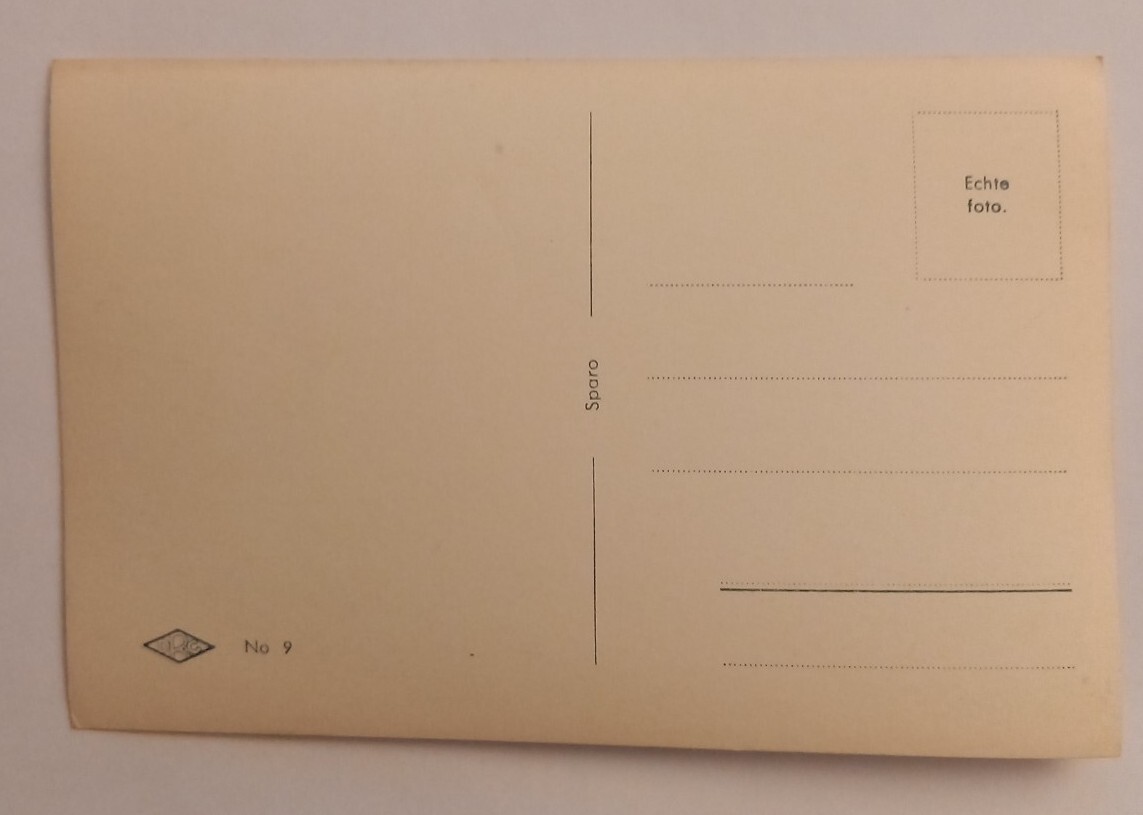 Echte
foto.
Sparo
No 9